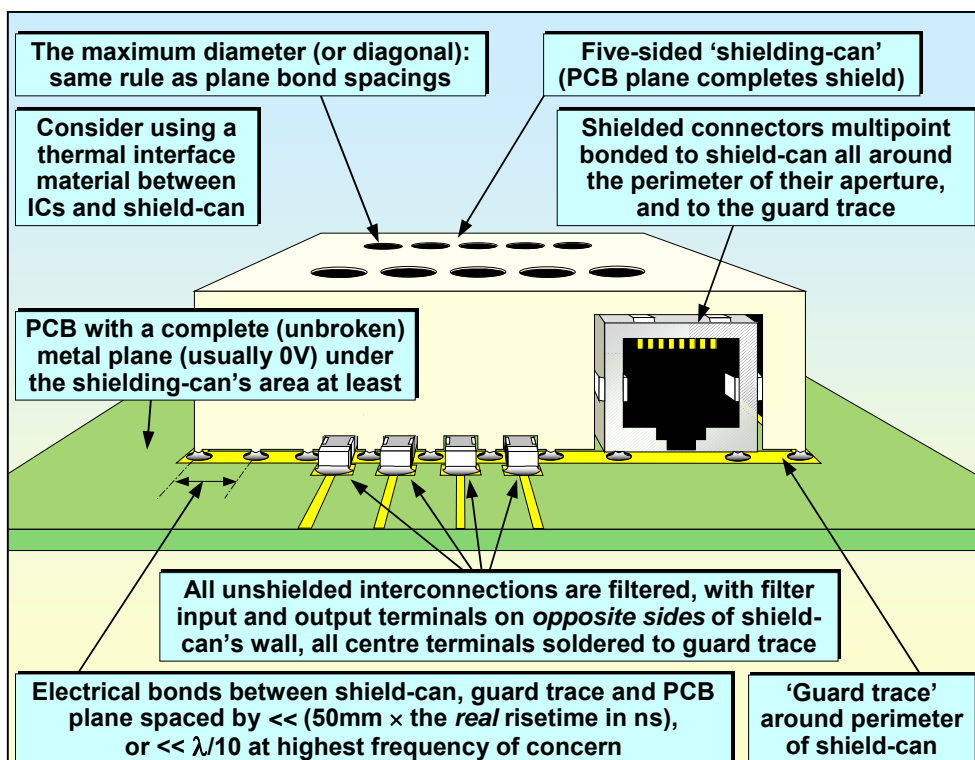 The maximum diameter (or diagonal):
same rule as plane bond spacings
Five-sided ‘shielding-can’
(PCB plane completes shield)
Consider using a
thermal interface
material between
ICs and shield-can
Shielded connectors multipoint
bonded to shield-can all around
the perimeter of their aperture,
and to the guard trace
PCB with a complete (unbroken)
metal plane (usually 0V) under
the shielding-can’s area at least
All unshielded interconnections are filtered, with filter
input and output terminals on opposite sides of shield-
can’s wall, all centre terminals soldered to guard trace
Electrical bonds between shield-can, guard trace and PCB
plane spaced by << (50mm × the real risetime in ns),
or << λ/10 at highest frequency of concern
‘Guard trace’
around perimeter
of shield-can